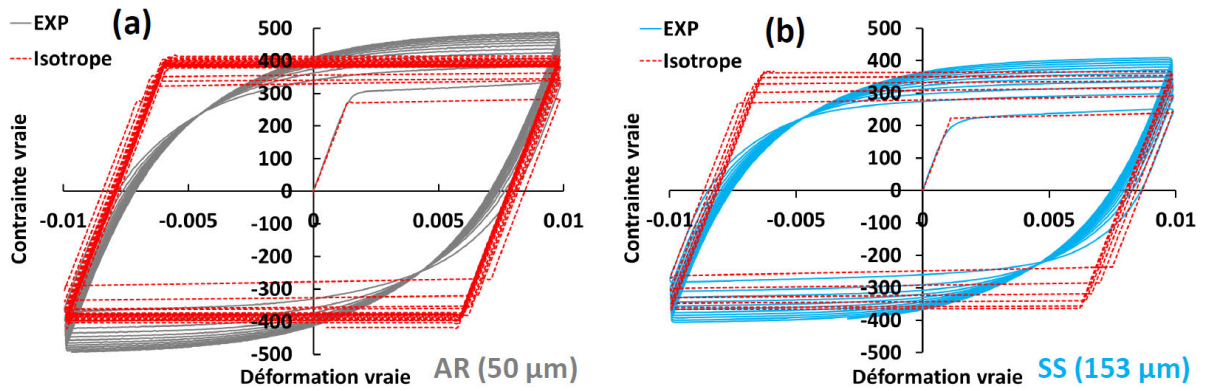 (a)
EXP
Isotrope
500
400
300
200
100
0
-100
-200
-300
-400
-500
-0.01
-0.005
0
0.005
0.01
Contrainte vraie
Déformation vraie
AR (50 µm)
(b)
EXP
Isotrope
500
400
300
200
100
0
-100
-200
-300
-400
-500
-0.01
-0.005
0
0.005
0.01
Contrainte vraie
Déformation vraie
SS (153 µm)